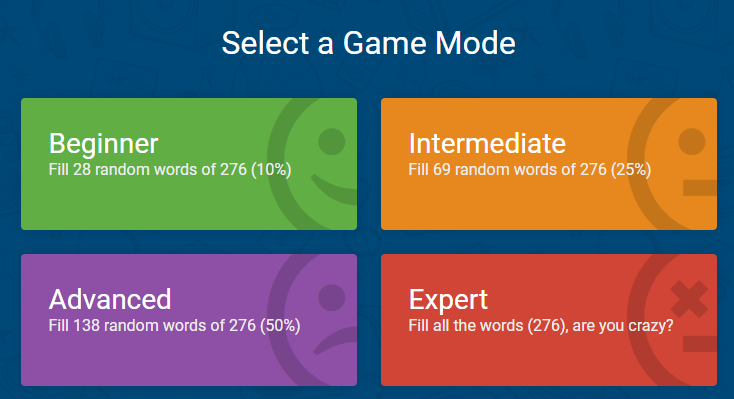 Select a Game Mode
Beginner
Fill 28 random words of 276 (10%)
Intermediate
Fill 69 random words of 276 (25%)
Advanced
Fill 138 random words of 276 (50%)
Expert
Fill all the words (276), are you crazy?